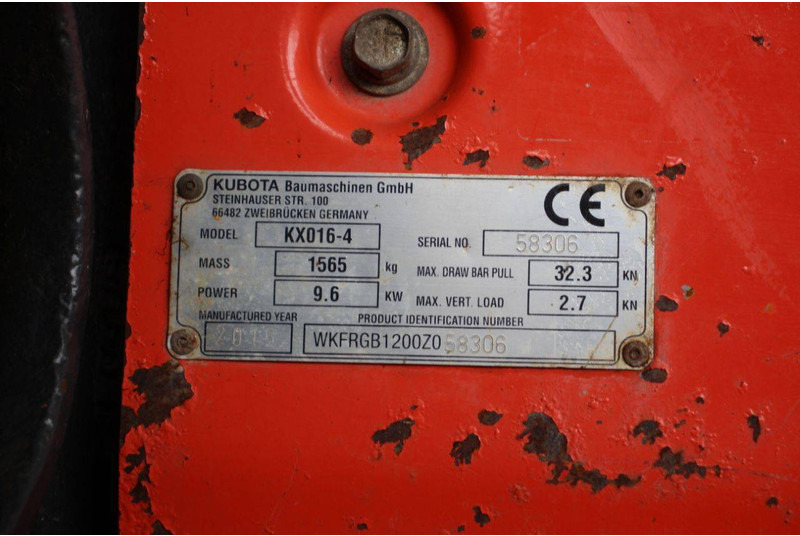 KUBOTA Baumaschinen GmbH
STEINHAUSER STR. 100
66482 ZWEIBRÜCKEN GERMANY
CE
MODEL KX016-4
SERIAL NO. 58306
MASS 1565 kg
MAX. DRAW BAR PULL 32.3 KN
POWER 9.6 KW
MAX. VERT. LOAD 2.7 KN
MANUFACTURED YEAR
PRODUCT IDENTIFICATION NUMBER
WKFRGB1200Z058306